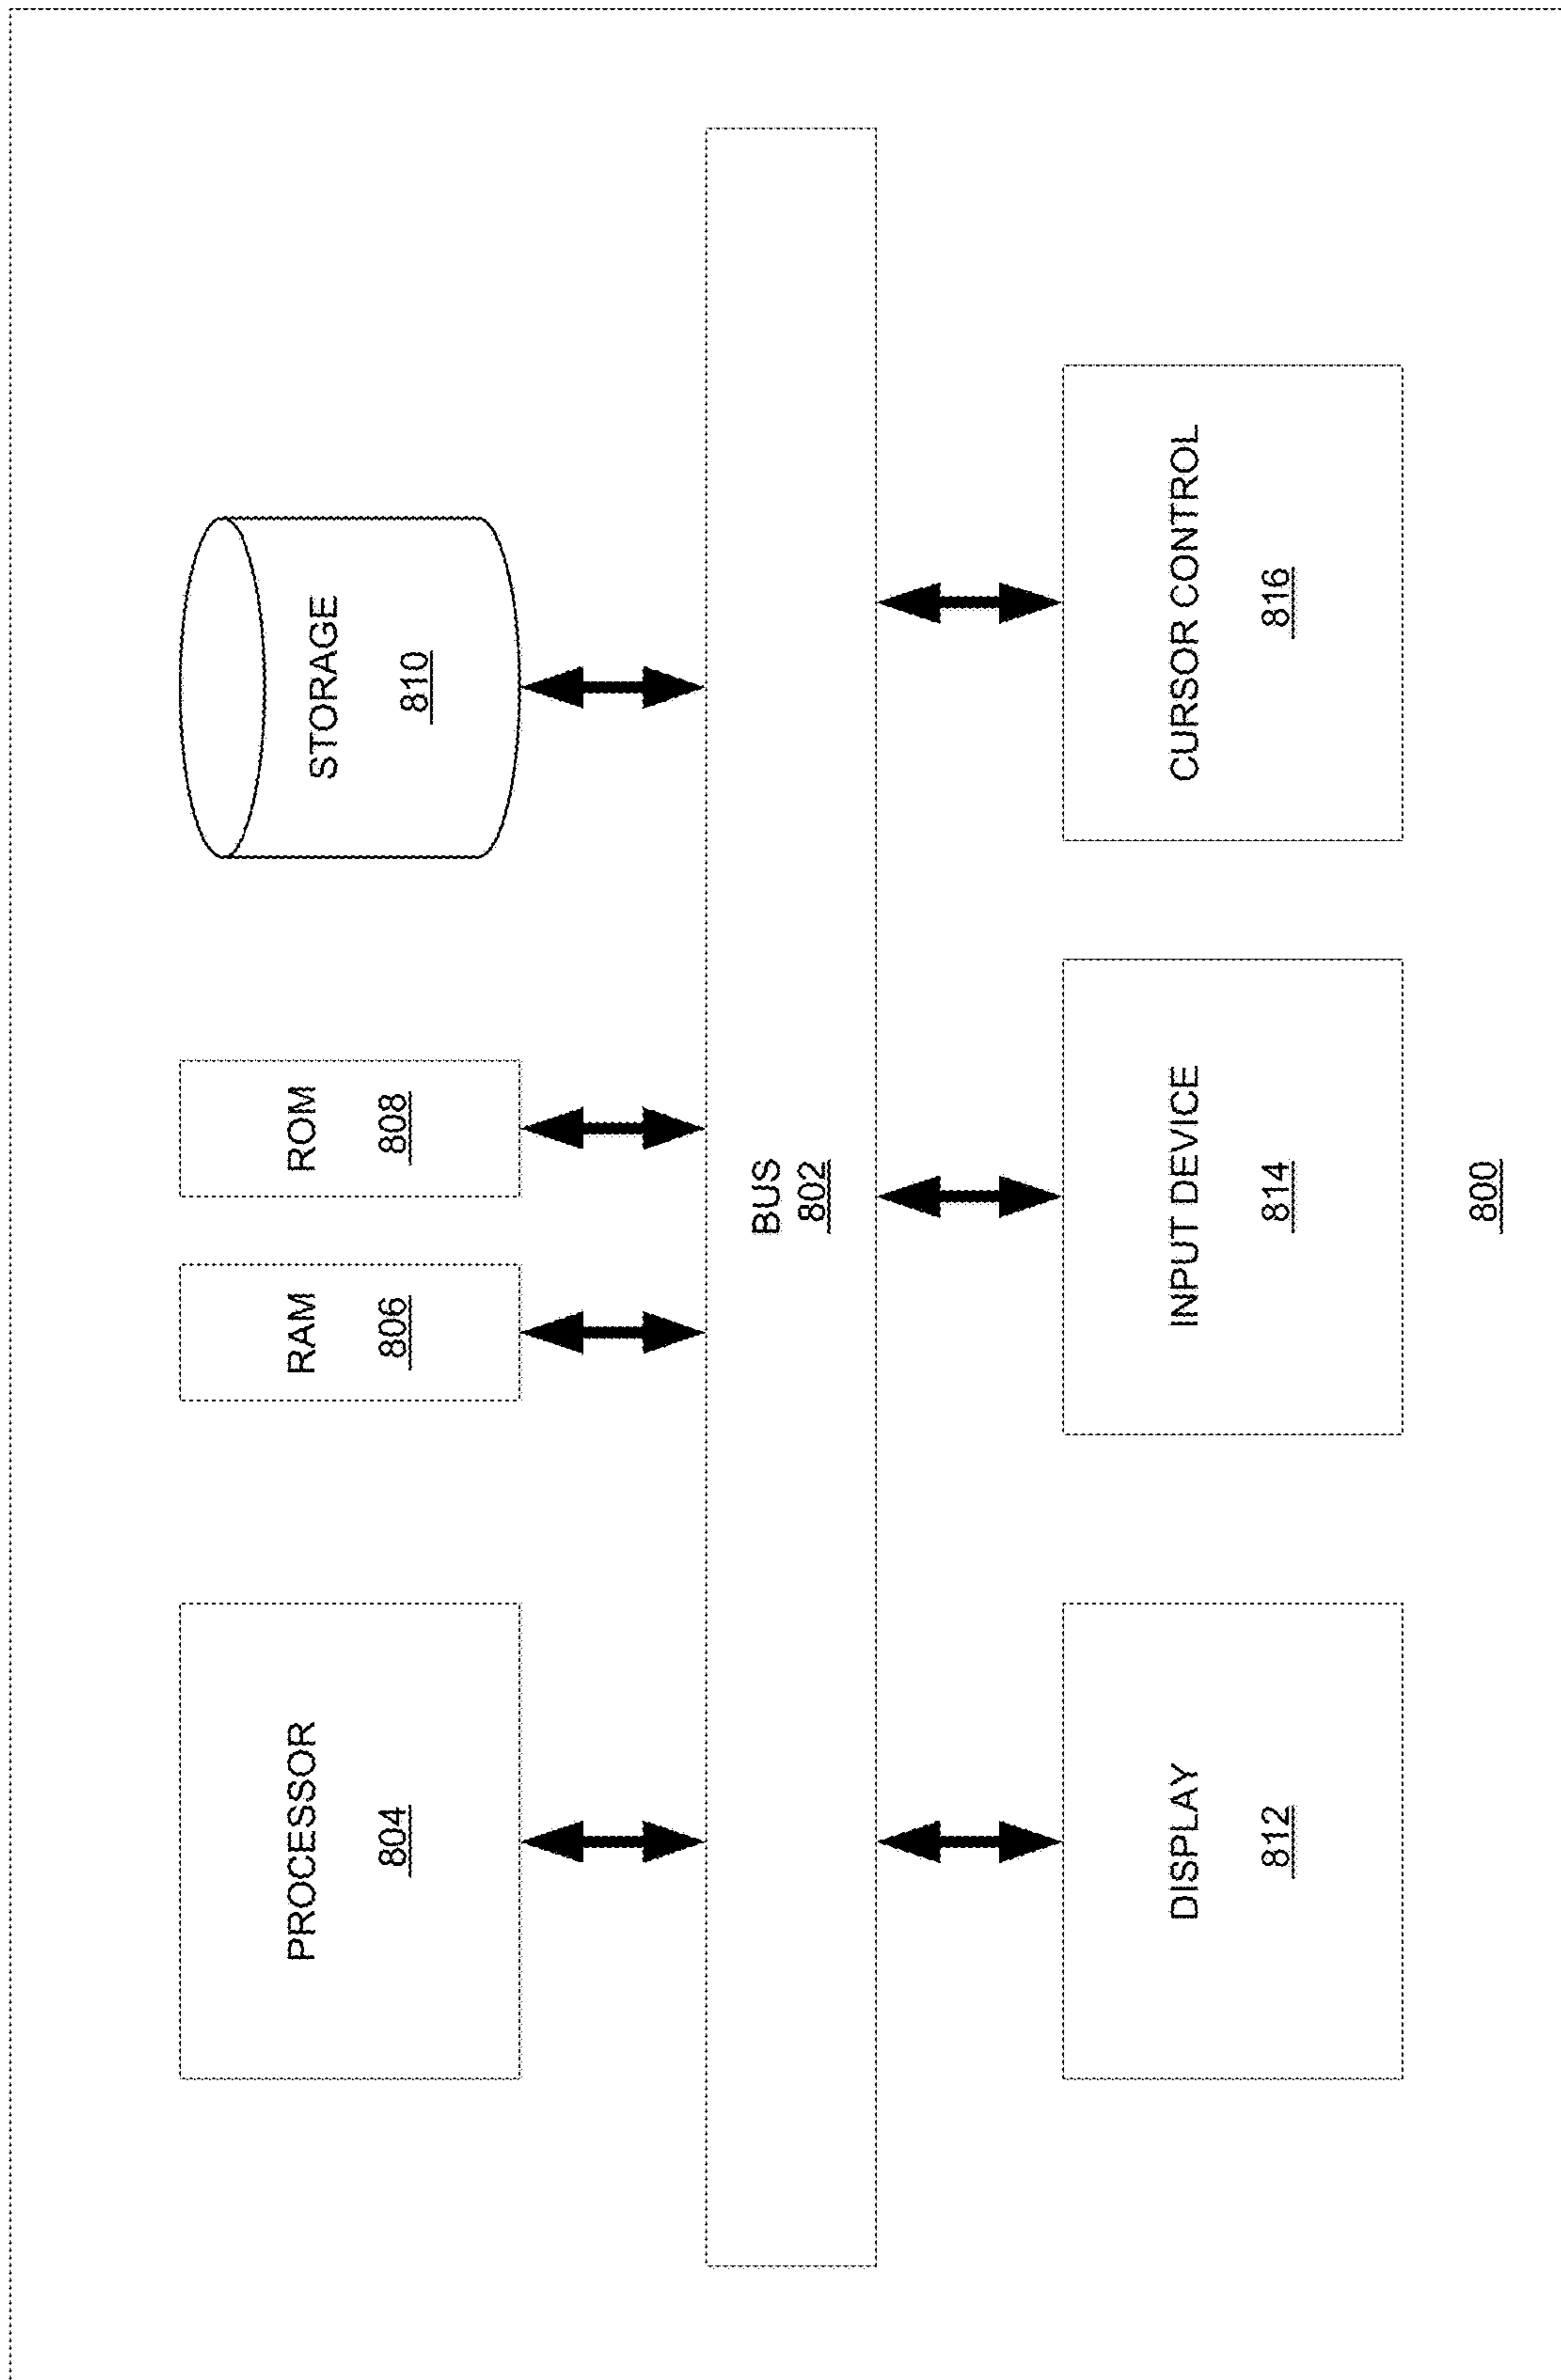 PROCESSOR
804
RAM
806
ROM
808
STORAGE
810
BUS
802
DISPLAY
812
INPUT DEVICE
814
CURSOR CONTROL
816
800